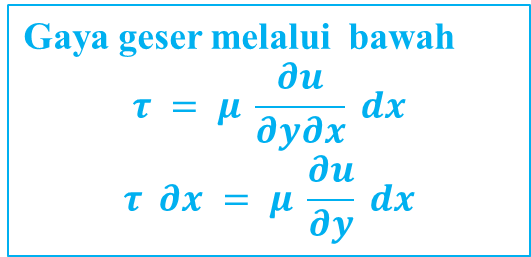 Gaya geser melalui bawah
τ = μ ∂u/∂y∂x dx
τ ∂x = μ ∂u/∂y dx